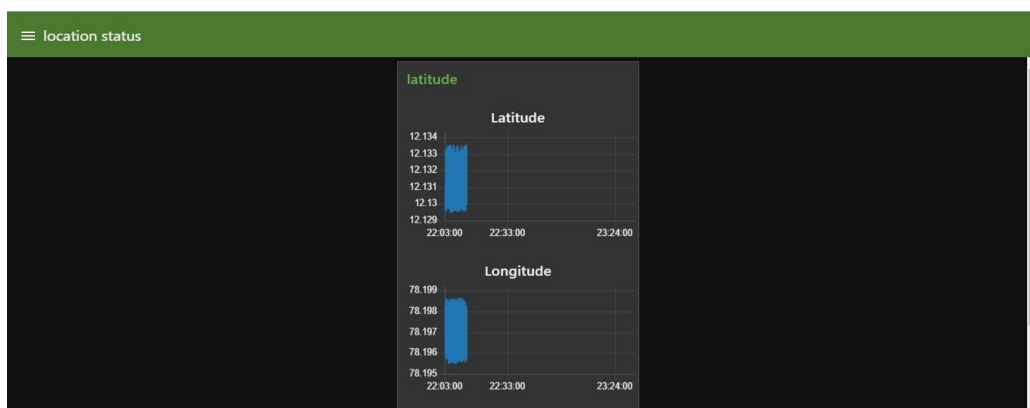 ≡ location status
latitude
Latitude
12.134
12.133
12.132
12.131
12.13
12.129
22:03:00 22:33:00 23:24:00
Longitude
78.199
78.198
78.197
78.196
78.195
22:03:00 22:33:00 23:24:00